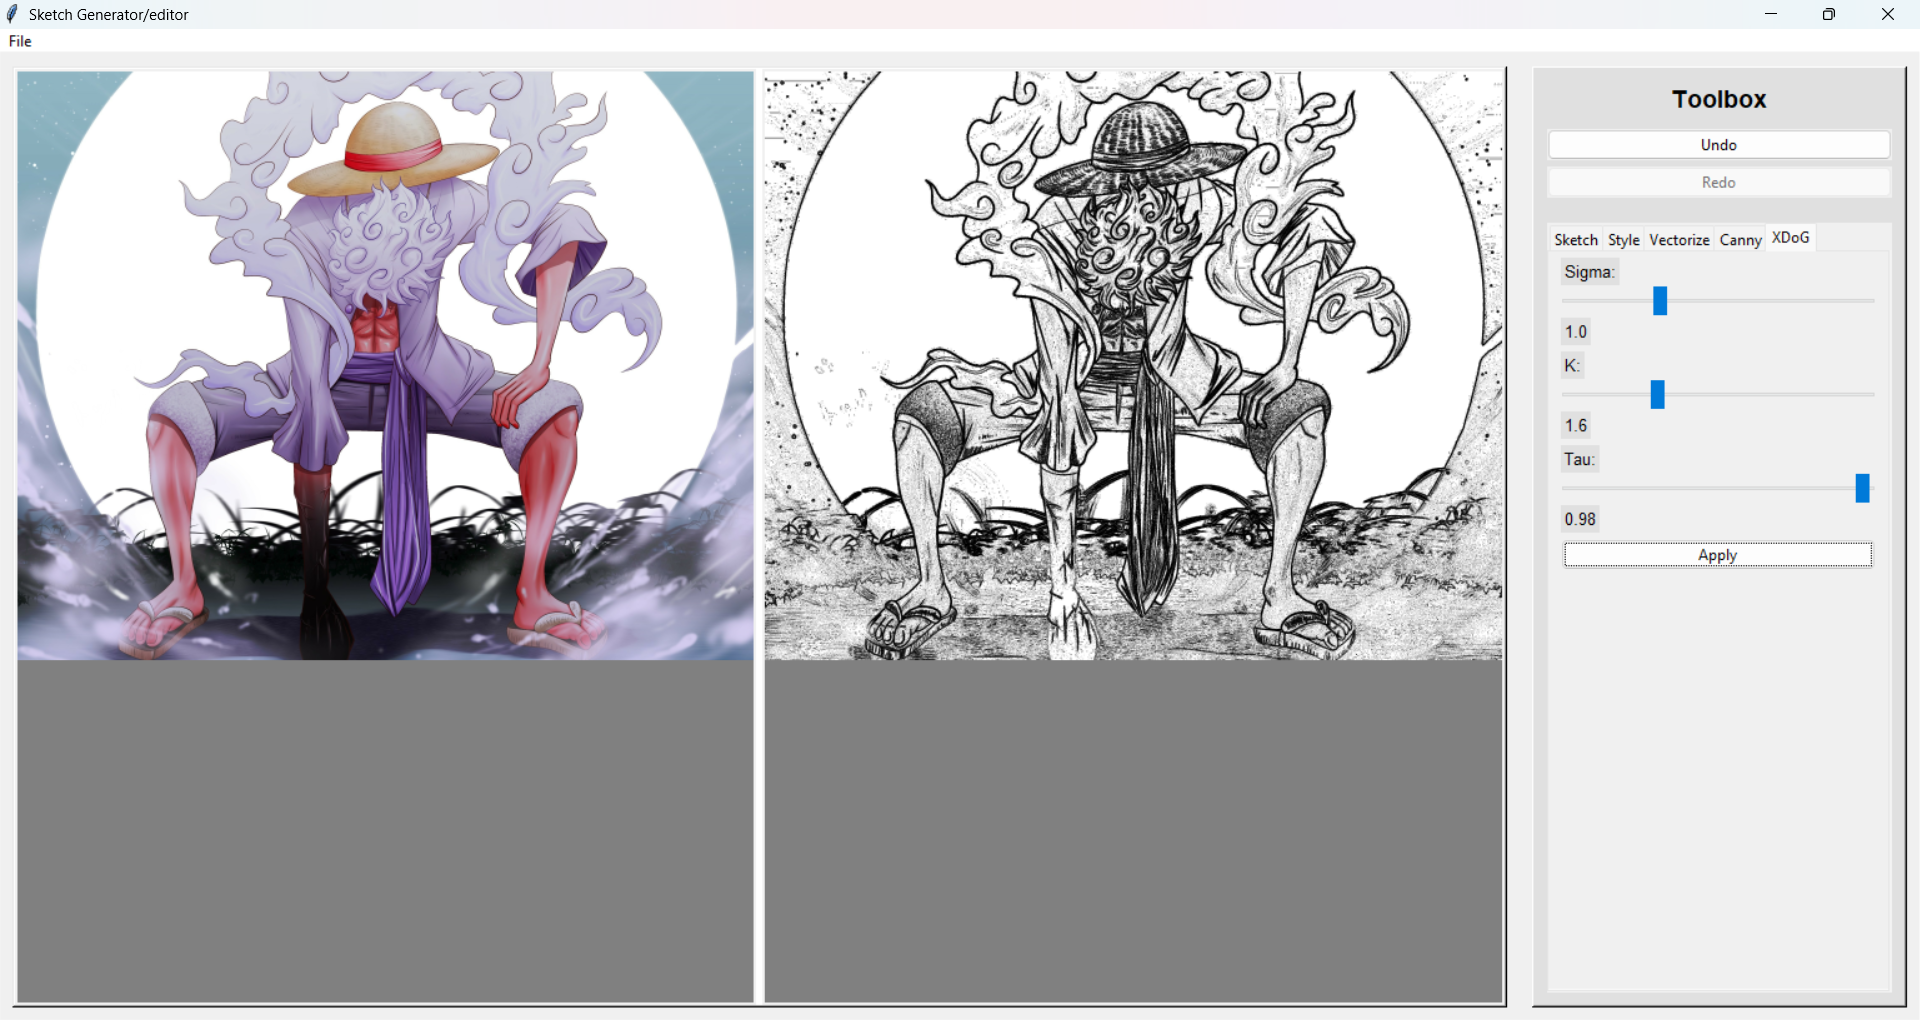 Sketch Generator/editor
File
Toolbox
Undo
Redo
Sketch Style Vectorize Canny XDoG
Sigma:
1.0
K:
1.6
Tau:
0.98
Apply